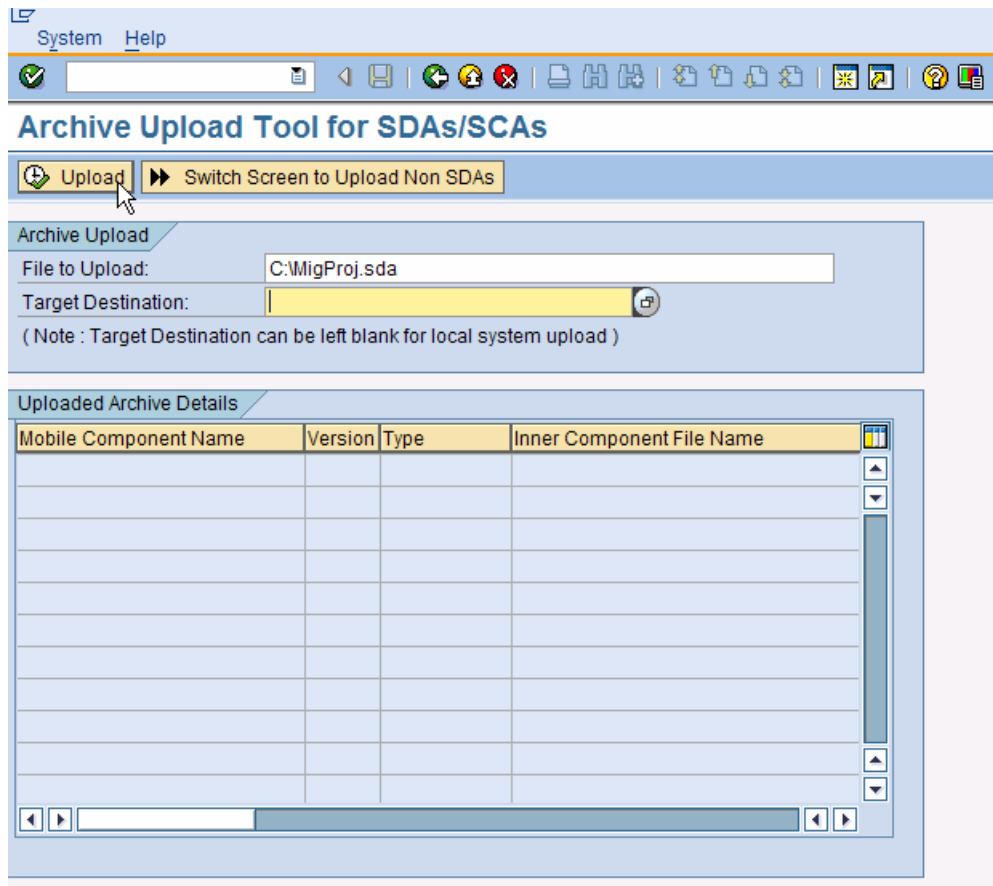 System Help
Archive Upload Tool for SDAs/SCAs
Upload Switch Screen to Upload Non SDAs
Archive Upload
File to Upload: C:\MigProj.sda
Target Destination:
( Note : Target Destination can be left blank for local system upload )
Uploaded Archive Details
Mobile Component Name Version Type Inner Component File Name